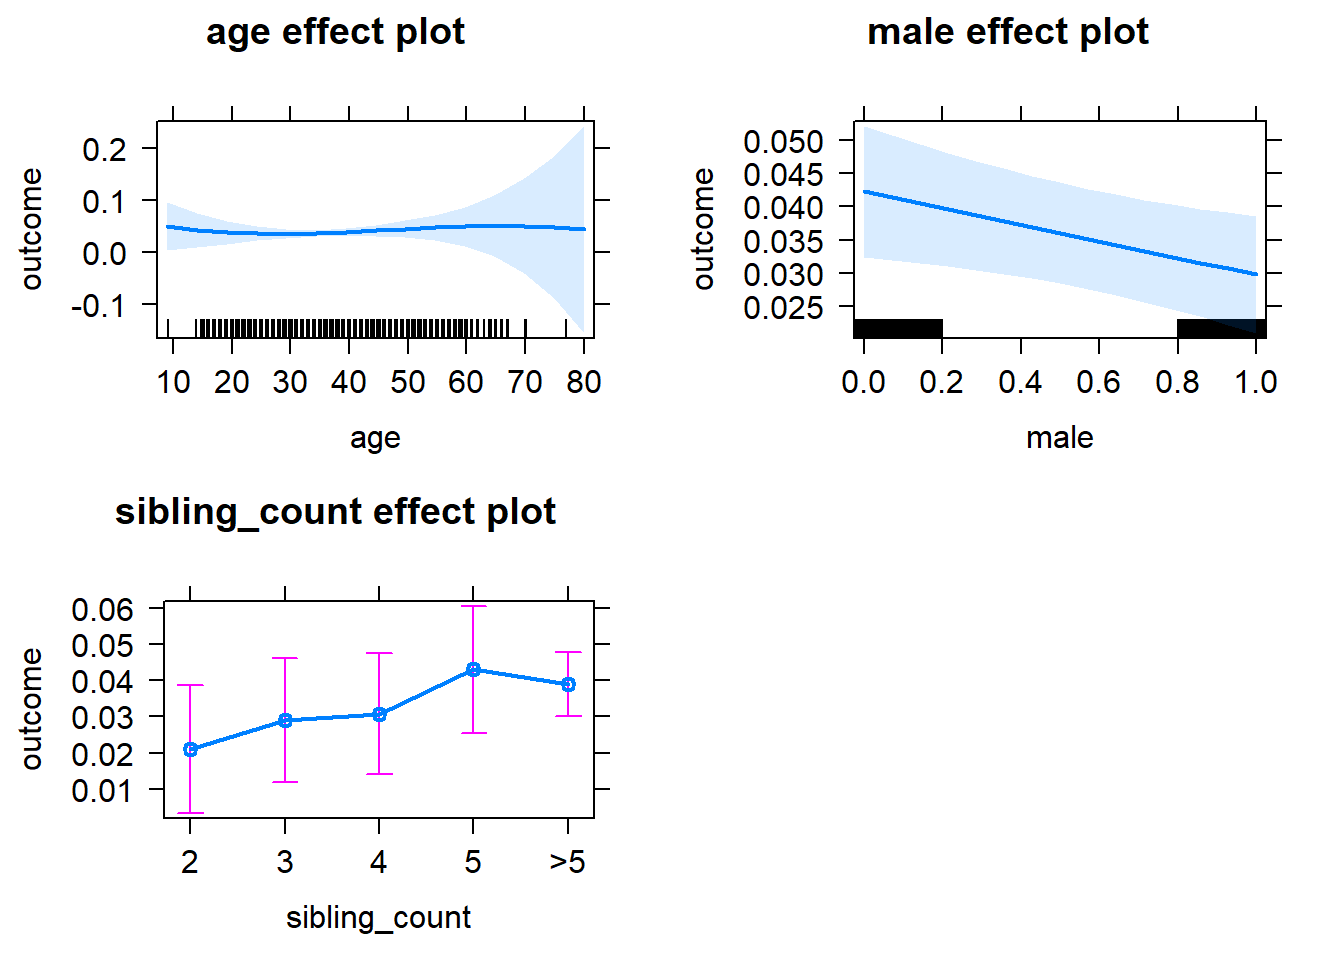 age effect plot
outcome
0.2
0.1
0.0
-0.1
10 20 30 40 50 60 70 80
age
male effect plot
outcome
0.050
0.045
0.040
0.035
0.030
0.025
0.0 0.2 0.4 0.6 0.8 1.0
male
sibling_count effect plot
outcome
0.06
0.05
0.04
0.03
0.02
0.01
2 3 4 5 >5
sibling_count